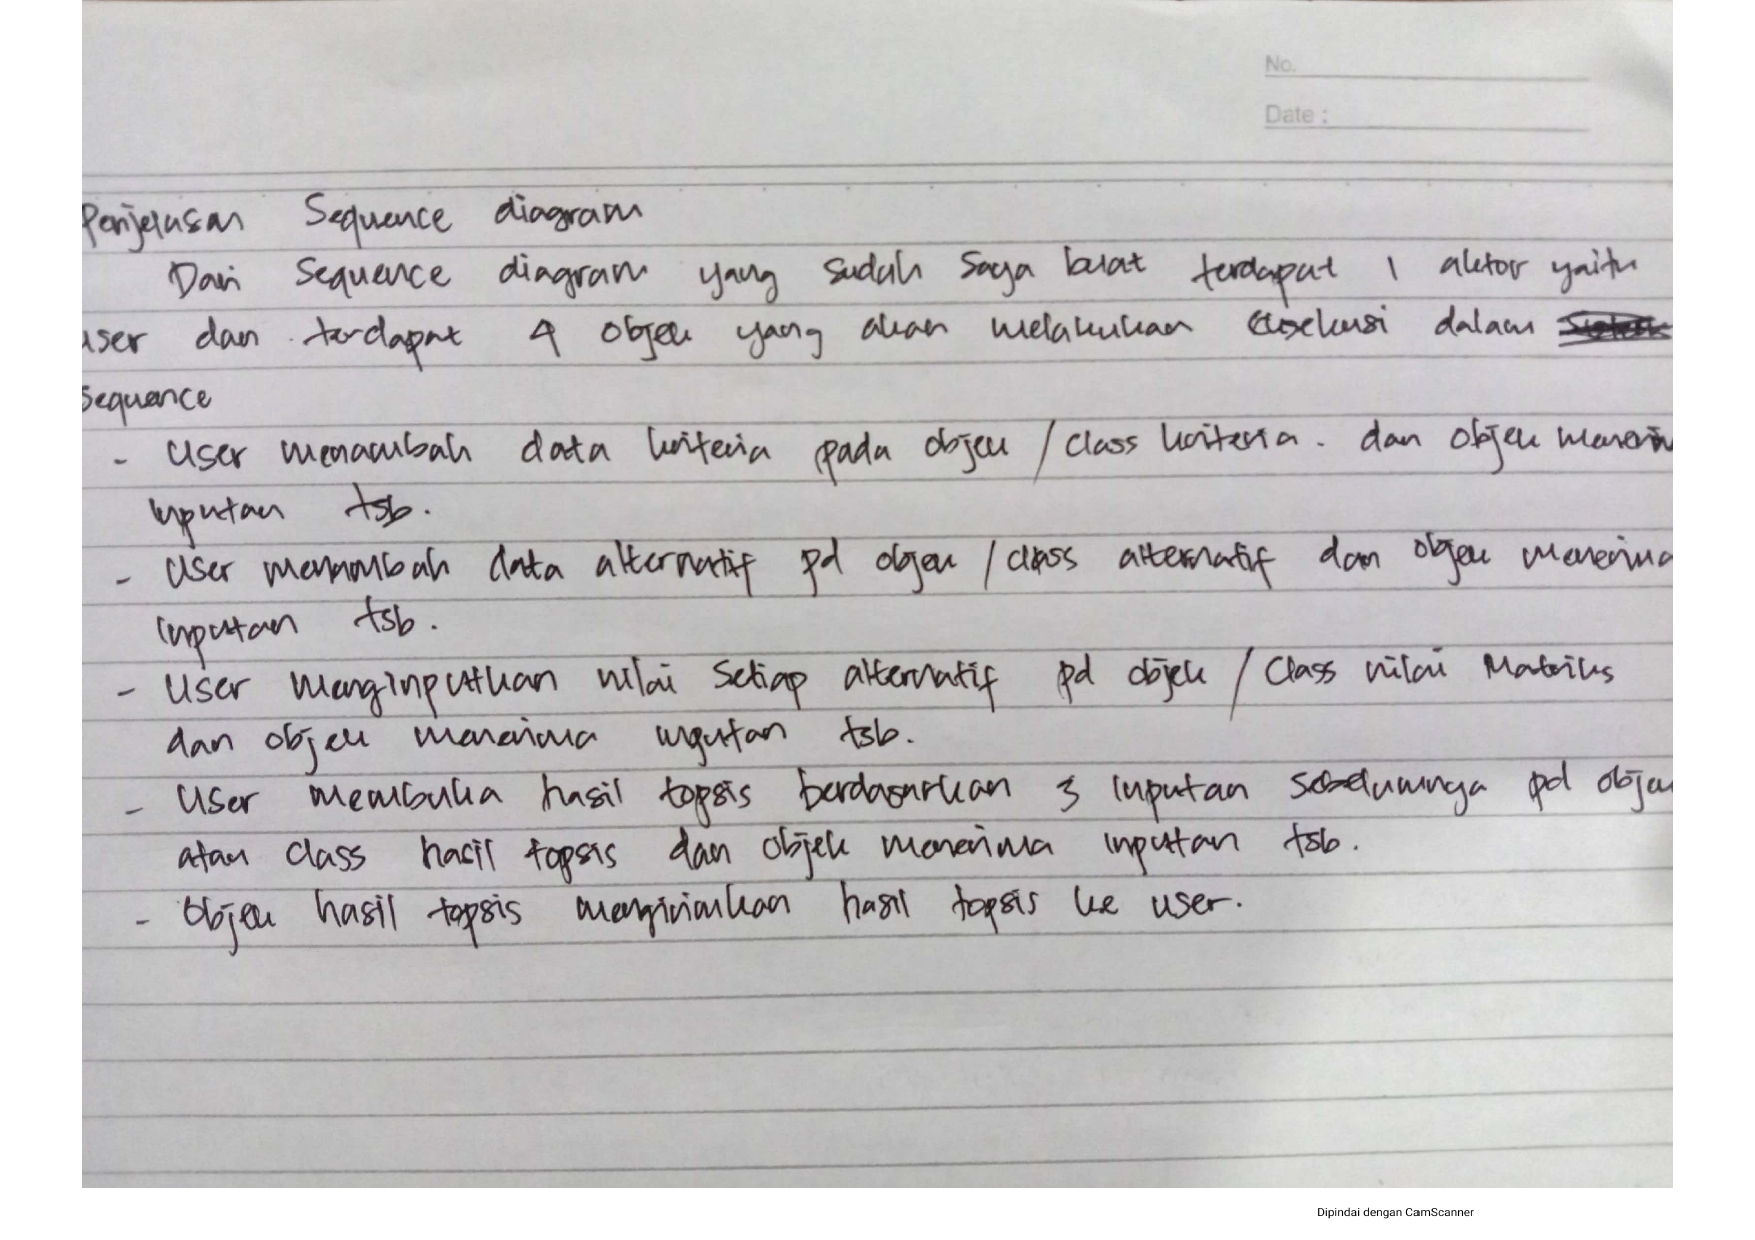 No.
Date :
Penjelasan Sequence diagram
Dari Sequence diagram yang sudah saya buat terdapat 1 aktor yaitu
user dan terdapat 4 objek yang akan melakukan eksekusi dalam
Sequance
- User menambah data kriteria pada objek / class kriteria . dan objek menerim
inputan tsb.
- User menambah data alternatif pd objek / class alternatif dan objek menerima
inputan tsb.
- User menginputkan nilai setiap alternatif pd objek / Class nilai Matriks
dan objek menerima inputan tsb.
- User membuka hasil topsis berdasarkan 3 inputan sebelumnya pd objek
atau class hasil topsis dan objek menerima inputan tsb.
- Objek hasil topsis mengirimkan hasil topsis ke user.
Dipindai dengan CamScanner